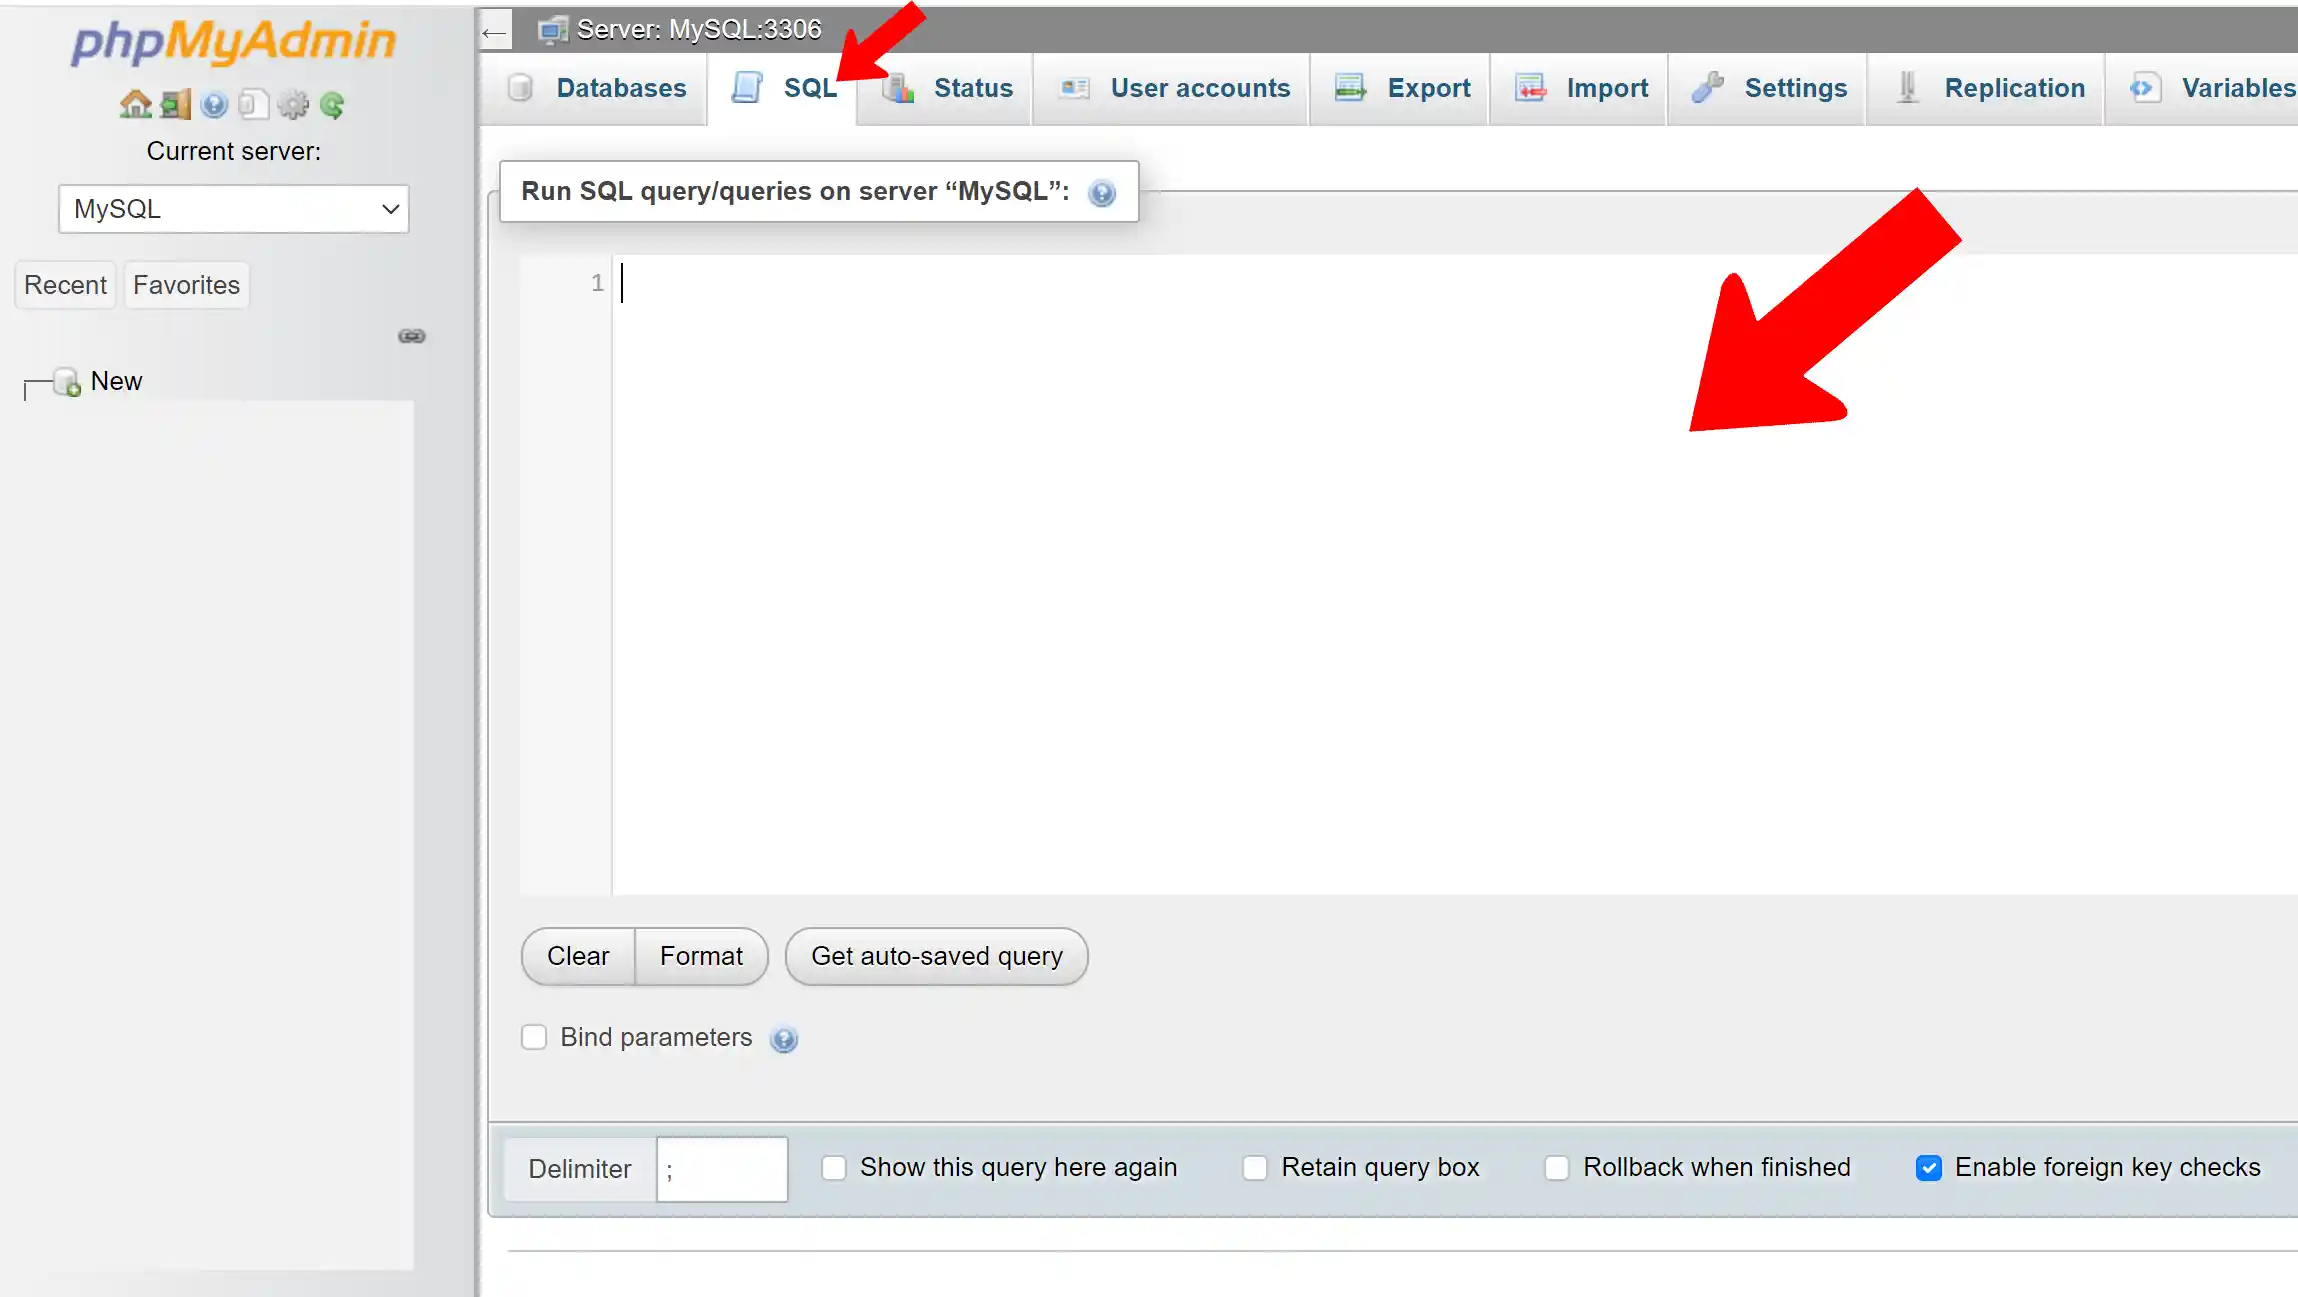 phpMyAdmin
Current server:
MySQL
Recent Favorites
New
← Server: MySQL:3306
Databases SQL Status User accounts Export Import Settings Replication Variables
Run SQL query/queries on server “MySQL”:
1
Clear Format Get auto-saved query
Bind parameters
Delimiter ; Show this query here again Retain query box Rollback when finished Enable foreign key checks